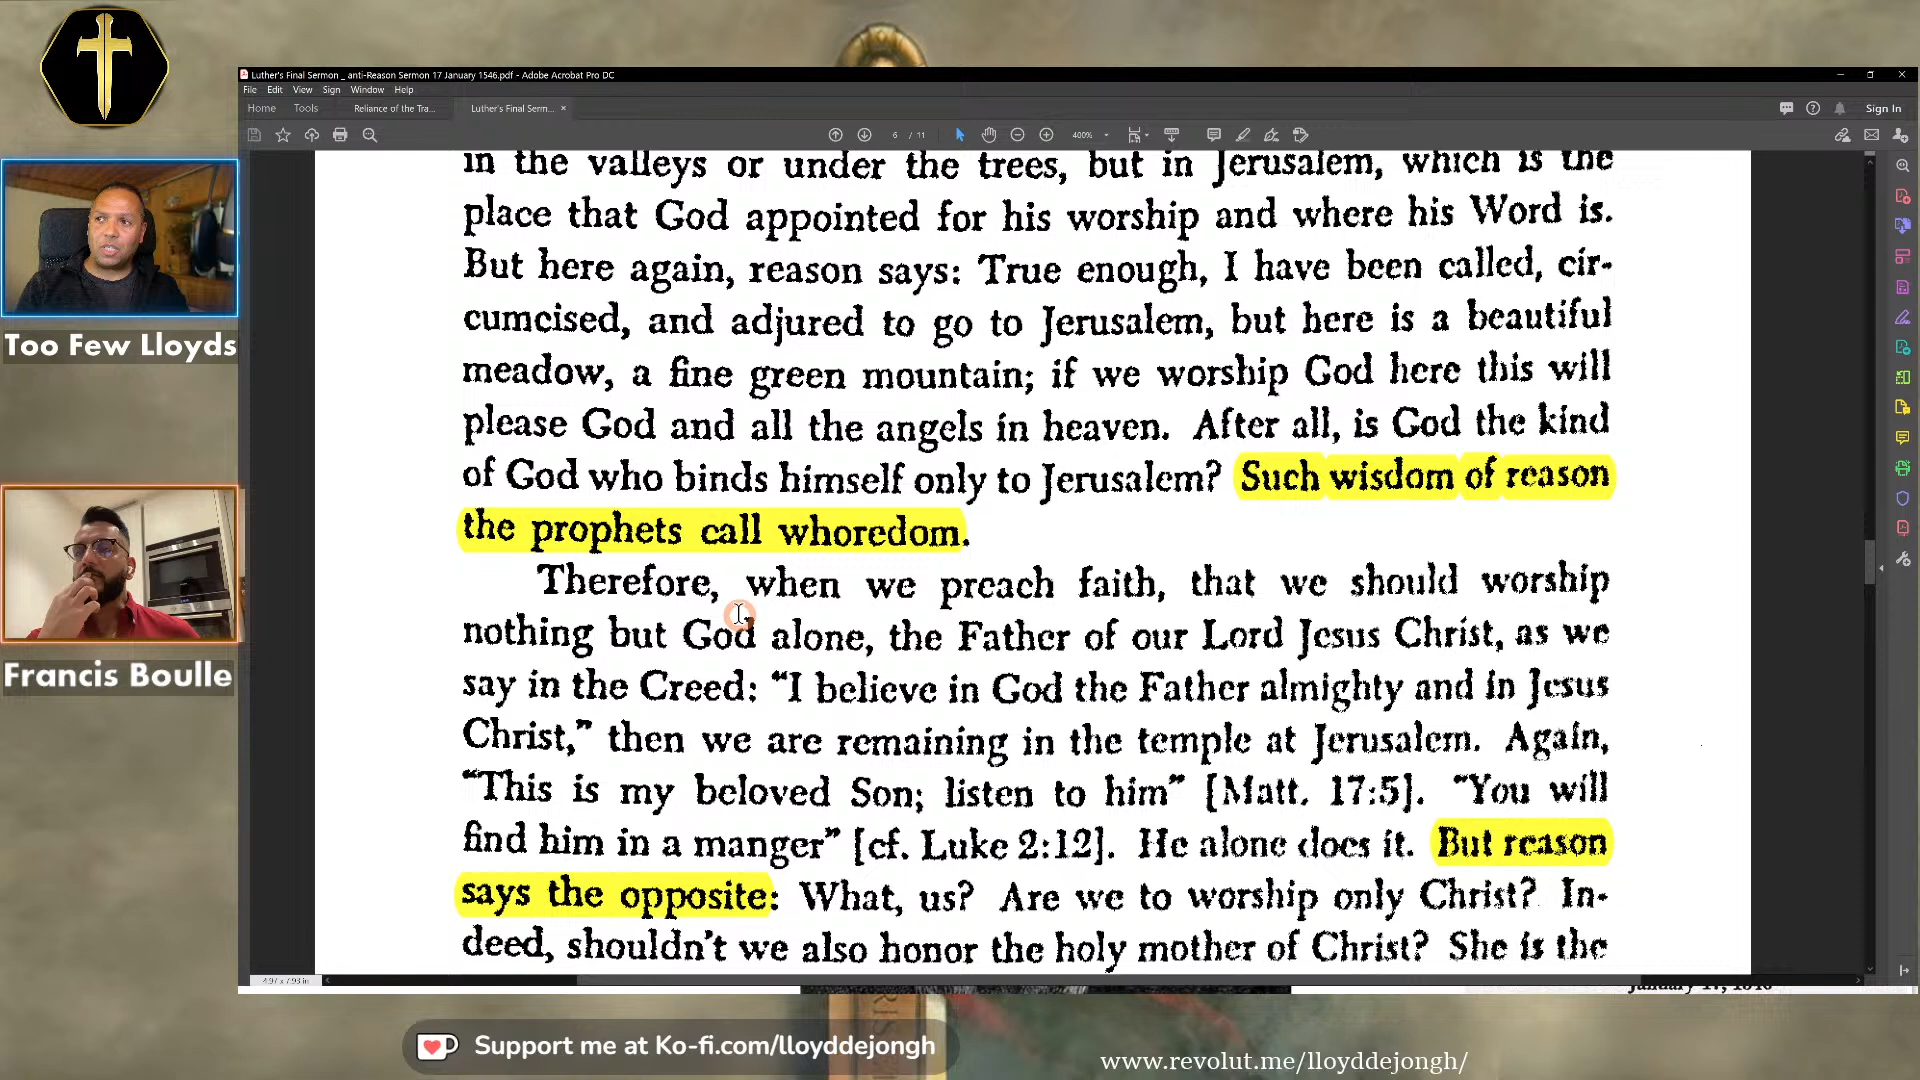 Luther's Final Sermon _ anti-Reason Sermon 17 January 1546.pdf - Adobe Acrobat Pro DC
File Edit View Sign Window Help
Home Tools Reliance of the Tra... Luther's Final Serm... ×
Sign In
6 / 11
400%
in the valleys or under the trees, but in Jerusalem, which is the
place that God appointed for his worship and where his Word is.
But here again, reason says: True enough, I have been called, cir-
cumcised, and adjured to go to Jerusalem, but here is a beautiful
meadow, a fine green mountain; if we worship God here this will
please God and all the angels in heaven. After all, is God the kind
of God who binds himself only to Jerusalem? Such wisdom of reason
the prophets call whoredom.
Therefore, when we preach faith, that we should worship
nothing but God alone, the Father of our Lord Jesus Christ, as we
say in the Creed: "I believe in God the Father almighty and in Jesus
Christ," then we are remaining in the temple at Jerusalem. Again,
"This is my beloved Son; listen to him" [Matt. 17:5]. "You will
find him in a manger" [cf. Luke 2:12]. He alone does it. But reason
says the opposite: What, us? Are we to worship only Christ? In-
deed, shouldn't we also honor the holy mother of Christ? She is the
4.97 x 7.93 in
Too Few Lloyds
Francis Boulle
Support me at Ko-fi.com/lloyddejongh
www.revolut.me/lloyddejongh/